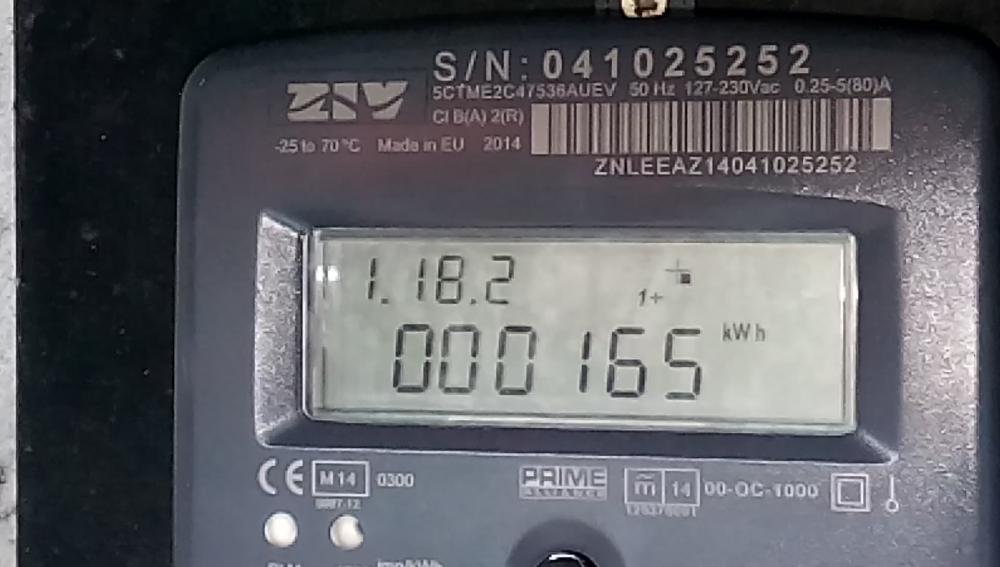 S/N: 041025252
ZIV
5CTME2C47536AUEV 50 Hz 127-230Vac 0.25-5(80)A
Cl B(A) 2(R)
-25 to 70 °C Made in EU 2014
ZNLEEAZ14041025252
1.18.2
1+
000165 kWh
CE M14 0300
PRIME
ALLIANCE
m 14 00-OC-1000